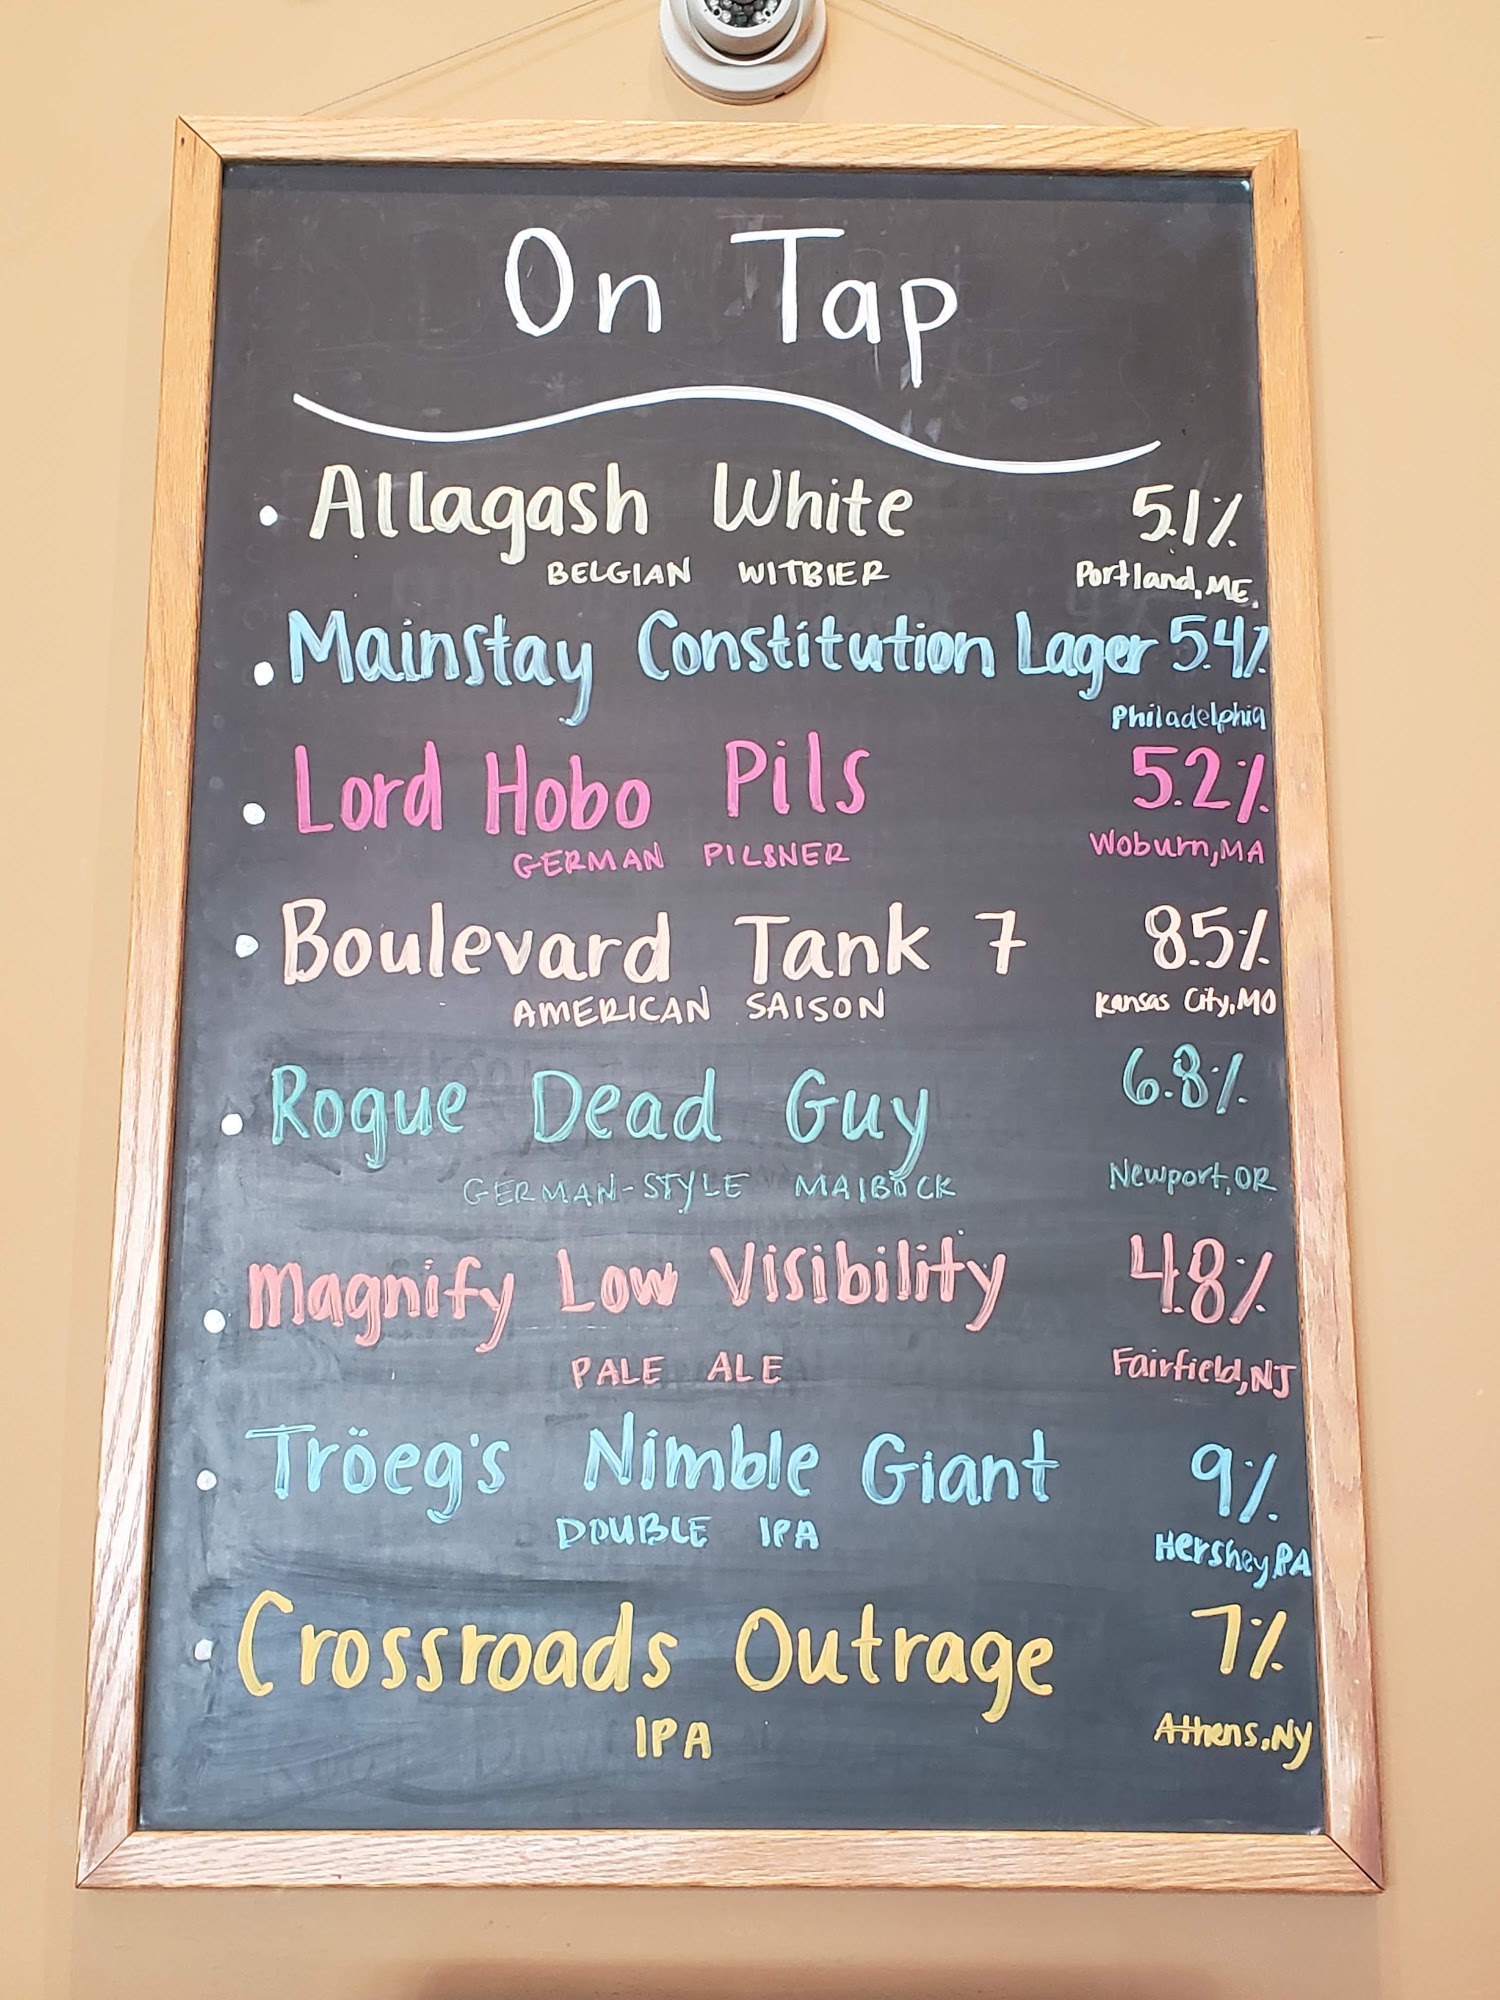 On Tap
Allagash White 5.1%
BELGIAN WITBIER Portland, ME.
Mainstay Constitution Lager 5.4%
Philadelphia
Lord Hobo Pils 5.2%
GERMAN PILSNER Woburn, MA
Boulevard Tank 7 8.5%
AMERICAN SAISON Kansas City, MO
Rogue Dead Guy 6.8%
GERMAN-STYLE MAIBOCK Newport, OR
Magnify Low Visibility 4.8%
PALE ALE Fairfield, NJ
Tröeg's Nimble Giant 9%
DOUBLE IPA Hershey, PA
Crossroads Outrage 7%
IPA Athens, Ny